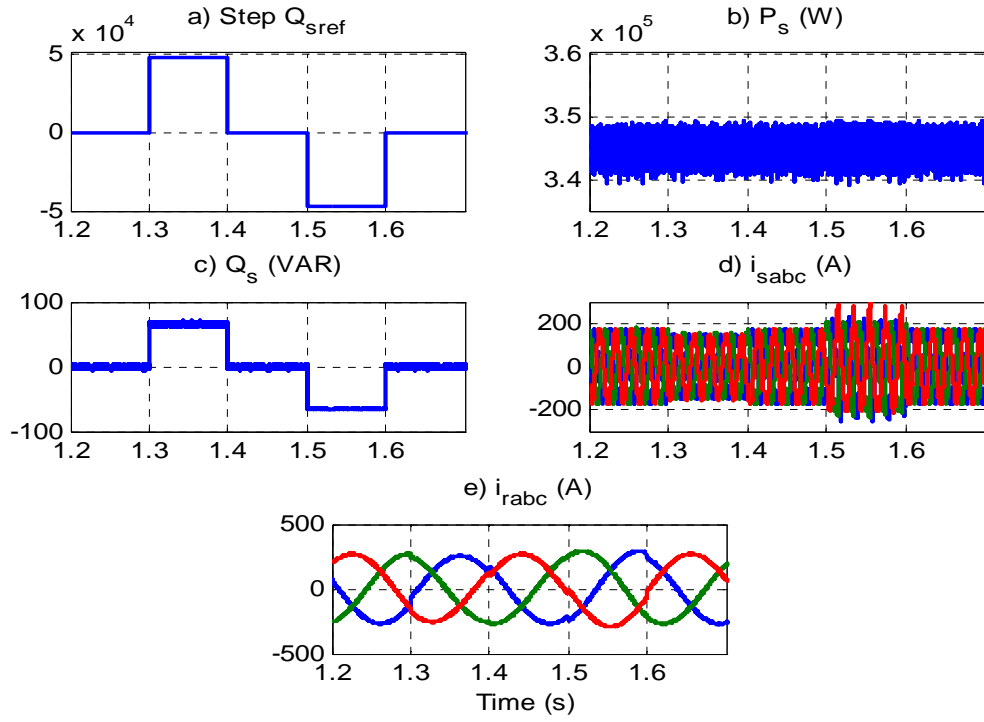 a) Step Q_sref
x 10^4
5
0
-5
1.2 1.3 1.4 1.5 1.6
b) P_s (W)
x 10^5
3.6
3.5
3.4
1.2 1.3 1.4 1.5 1.6
c) Q_s (VAR)
100
0
-100
1.2 1.3 1.4 1.5 1.6
d) i_sabc (A)
200
0
-200
1.2 1.3 1.4 1.5 1.6
e) i_rabc (A)
500
0
-500
1.2 1.3 1.4 1.5 1.6
Time (s)